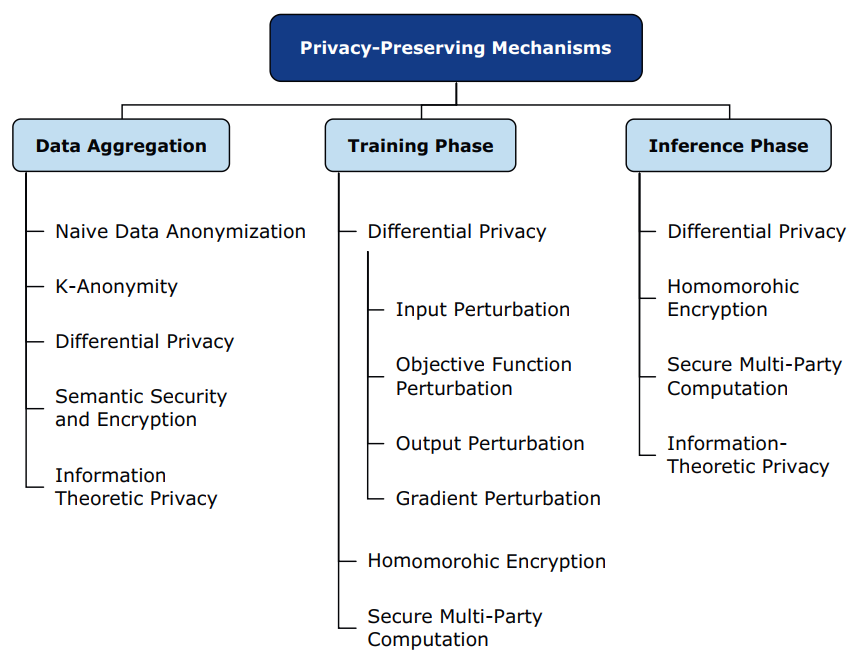 Privacy-Preserving Mechanisms
Data Aggregation
Naive Data Anonymization
K-Anonymity
Differential Privacy
Semantic Security
and Encryption
Information
Theoretic Privacy
Training Phase
Differential Privacy
Input Perturbation
Objective Function
Perturbation
Output Perturbation
Gradient Perturbation
Homomorohic Encryption
Secure Multi-Party
Computation
Inference Phase
Differential Privacy
Homomorohic
Encryption
Secure Multi-Party
Computation
Information-
Theoretic Privacy